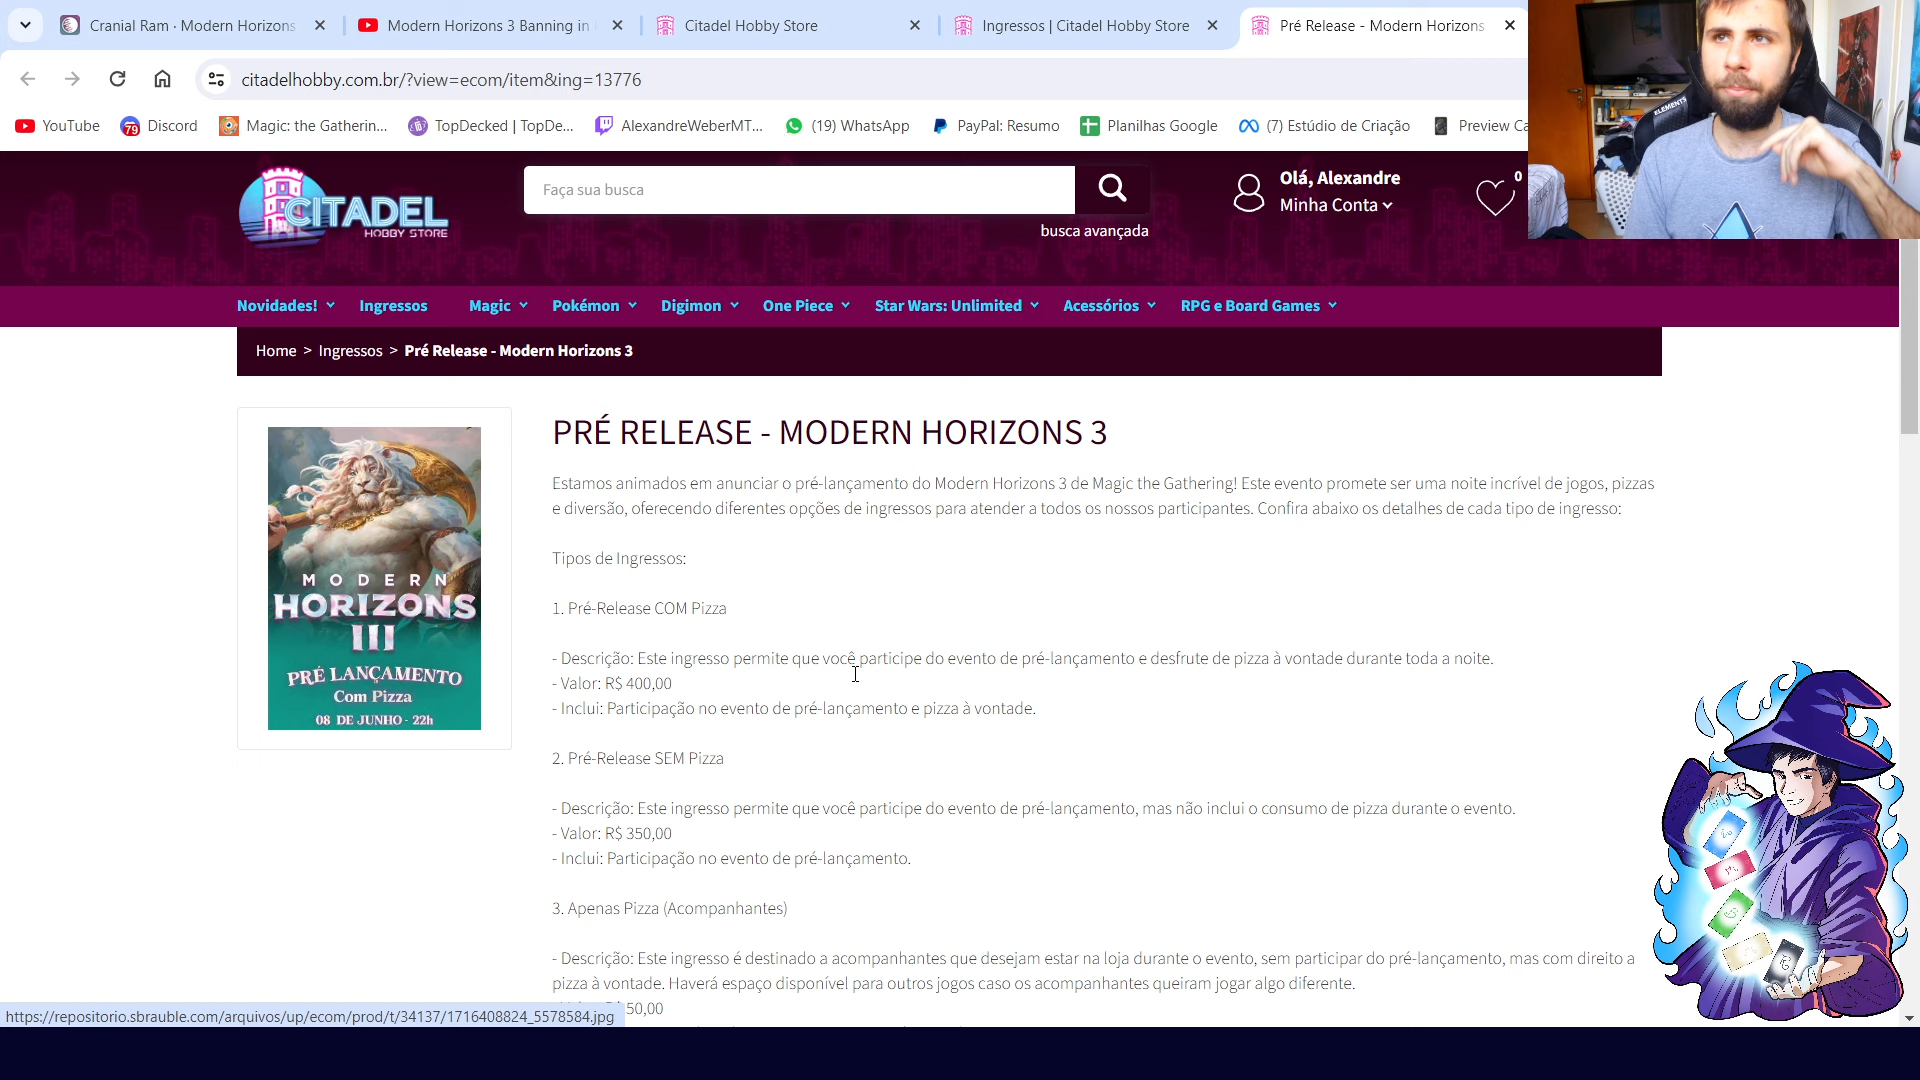 Cranial Ram · Modern Horizons
Modern Horizons 3 Banning in
Citadel Hobby Store
Ingressos | Citadel Hobby Store
Pré Release - Modern Horizons
citadelhobby.com.br/?view=ecom/item&ing=13776
YouTube
79
Discord
Magic: the Gatherin...
TopDecked | TopDe...
AlexandreWeberMT...
(19) WhatsApp
PayPal: Resumo
Planilhas Google
(7) Estúdio de Criação
Preview Ca
ELEMENTS
CITADEL
HOBBY STORE
Faça sua busca
busca avançada
Olá, Alexandre
Minha Conta
0
Novidades! Ingressos Magic Pokémon Digimon One Piece Star Wars: Unlimited Acessórios RPG e Board Games
Home > Ingressos > Pré Release - Modern Horizons 3
MODERN
HORIZONS
III
PRÉ LANÇAMENTO
Com Pizza
08 DE JUNHO - 22h
PRÉ RELEASE - MODERN HORIZONS 3
Estamos animados em anunciar o pré-lançamento do Modern Horizons 3 de Magic the Gathering! Este evento promete ser uma noite incrível de jogos, pizzas
e diversão, oferecendo diferentes opções de ingressos para atender a todos os nossos participantes. Confira abaixo os detalhes de cada tipo de ingresso:
Tipos de Ingressos:
1. Pré-Release COM Pizza
- Descrição: Este ingresso permite que você participe do evento de pré-lançamento e desfrute de pizza à vontade durante toda a noite.
- Valor: R$ 400,00
- Inclui: Participação no evento de pré-lançamento e pizza à vontade.
2. Pré-Release SEM Pizza
- Descrição: Este ingresso permite que você participe do evento de pré-lançamento, mas não inclui o consumo de pizza durante o evento.
- Valor: R$ 350,00
- Inclui: Participação no evento de pré-lançamento.
3. Apenas Pizza (Acompanhantes)
- Descrição: Este ingresso é destinado a acompanhantes que desejam estar na loja durante o evento, sem participar do pré-lançamento, mas com direito a
pizza à vontade. Haverá espaço disponível para outros jogos caso os acompanhantes queiram jogar algo diferente.
50,00
https://repositorio.sbrauble.com/arquivos/up/ecom/prod/t/34137/1716408824_5578584.jpg